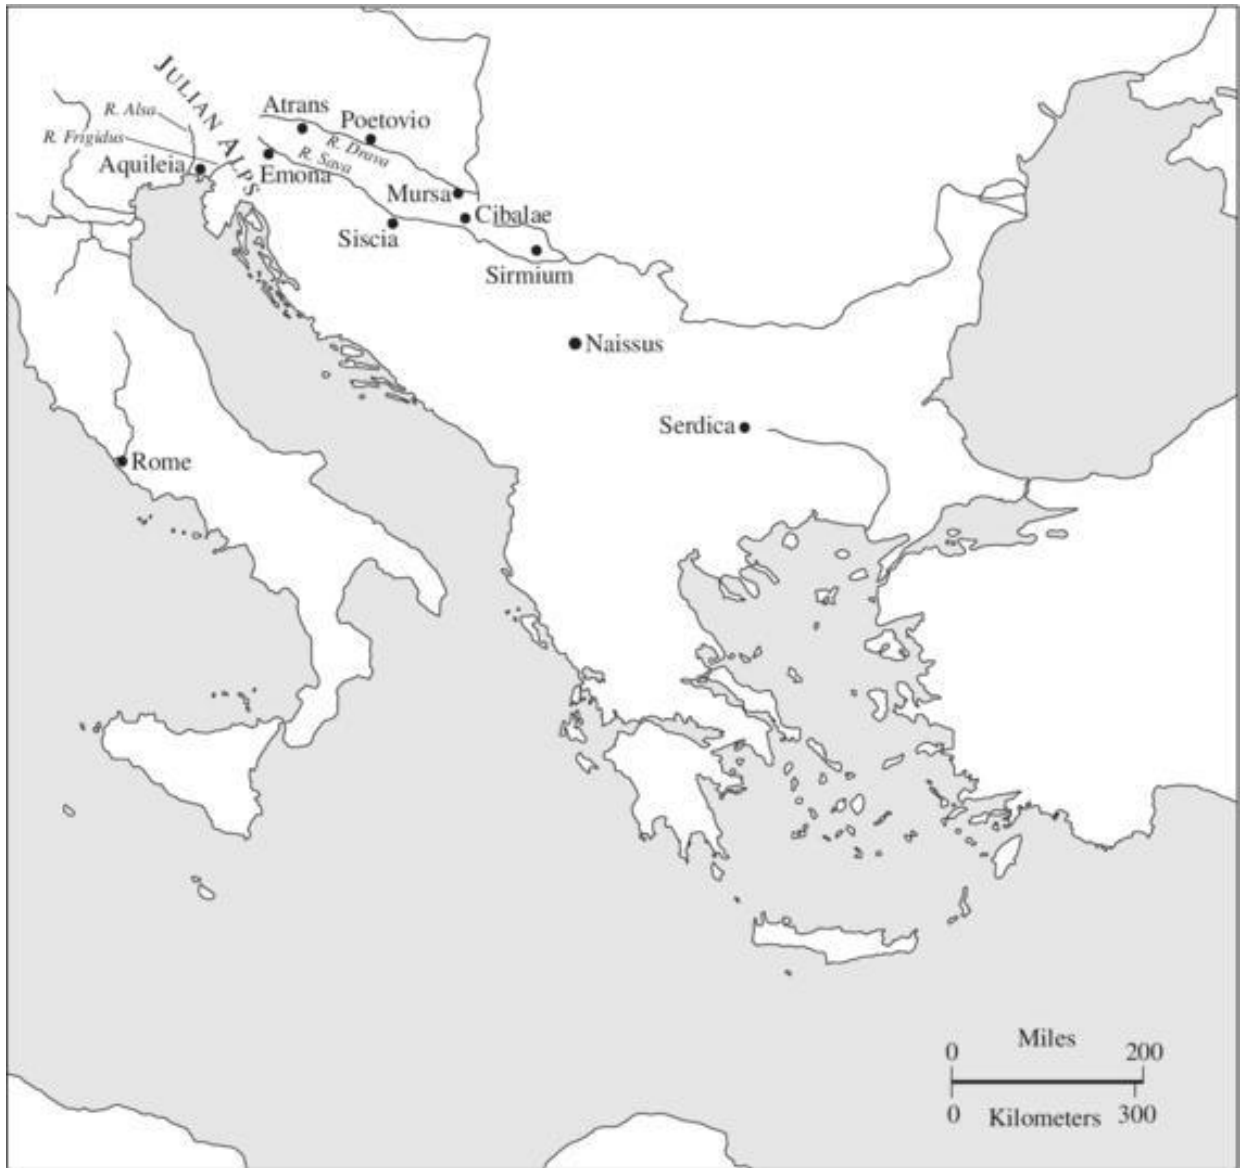 JULIAN ALPS
R. Alsa
R. Frigidus
Aquileia
Atrans
Poetovio
R. Drava
R. Sava
Emona
Mursa
Cibalae
Siscia
Sirmium
Naissus
Serdica
Rome
Miles
0 200
0 Kilometers 300